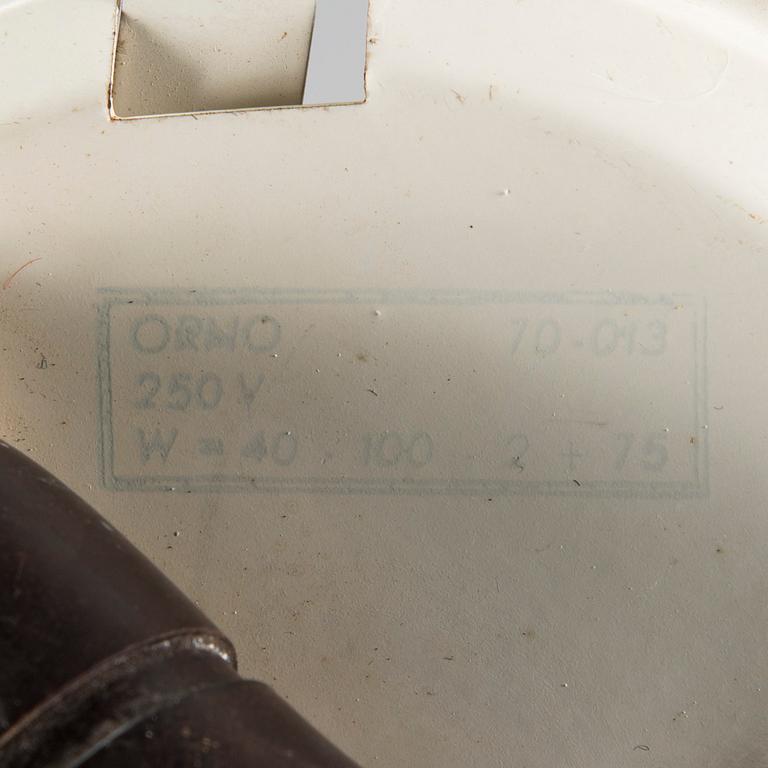 ORNO 70-013
250 V
W = 40 . 100 2 + 75